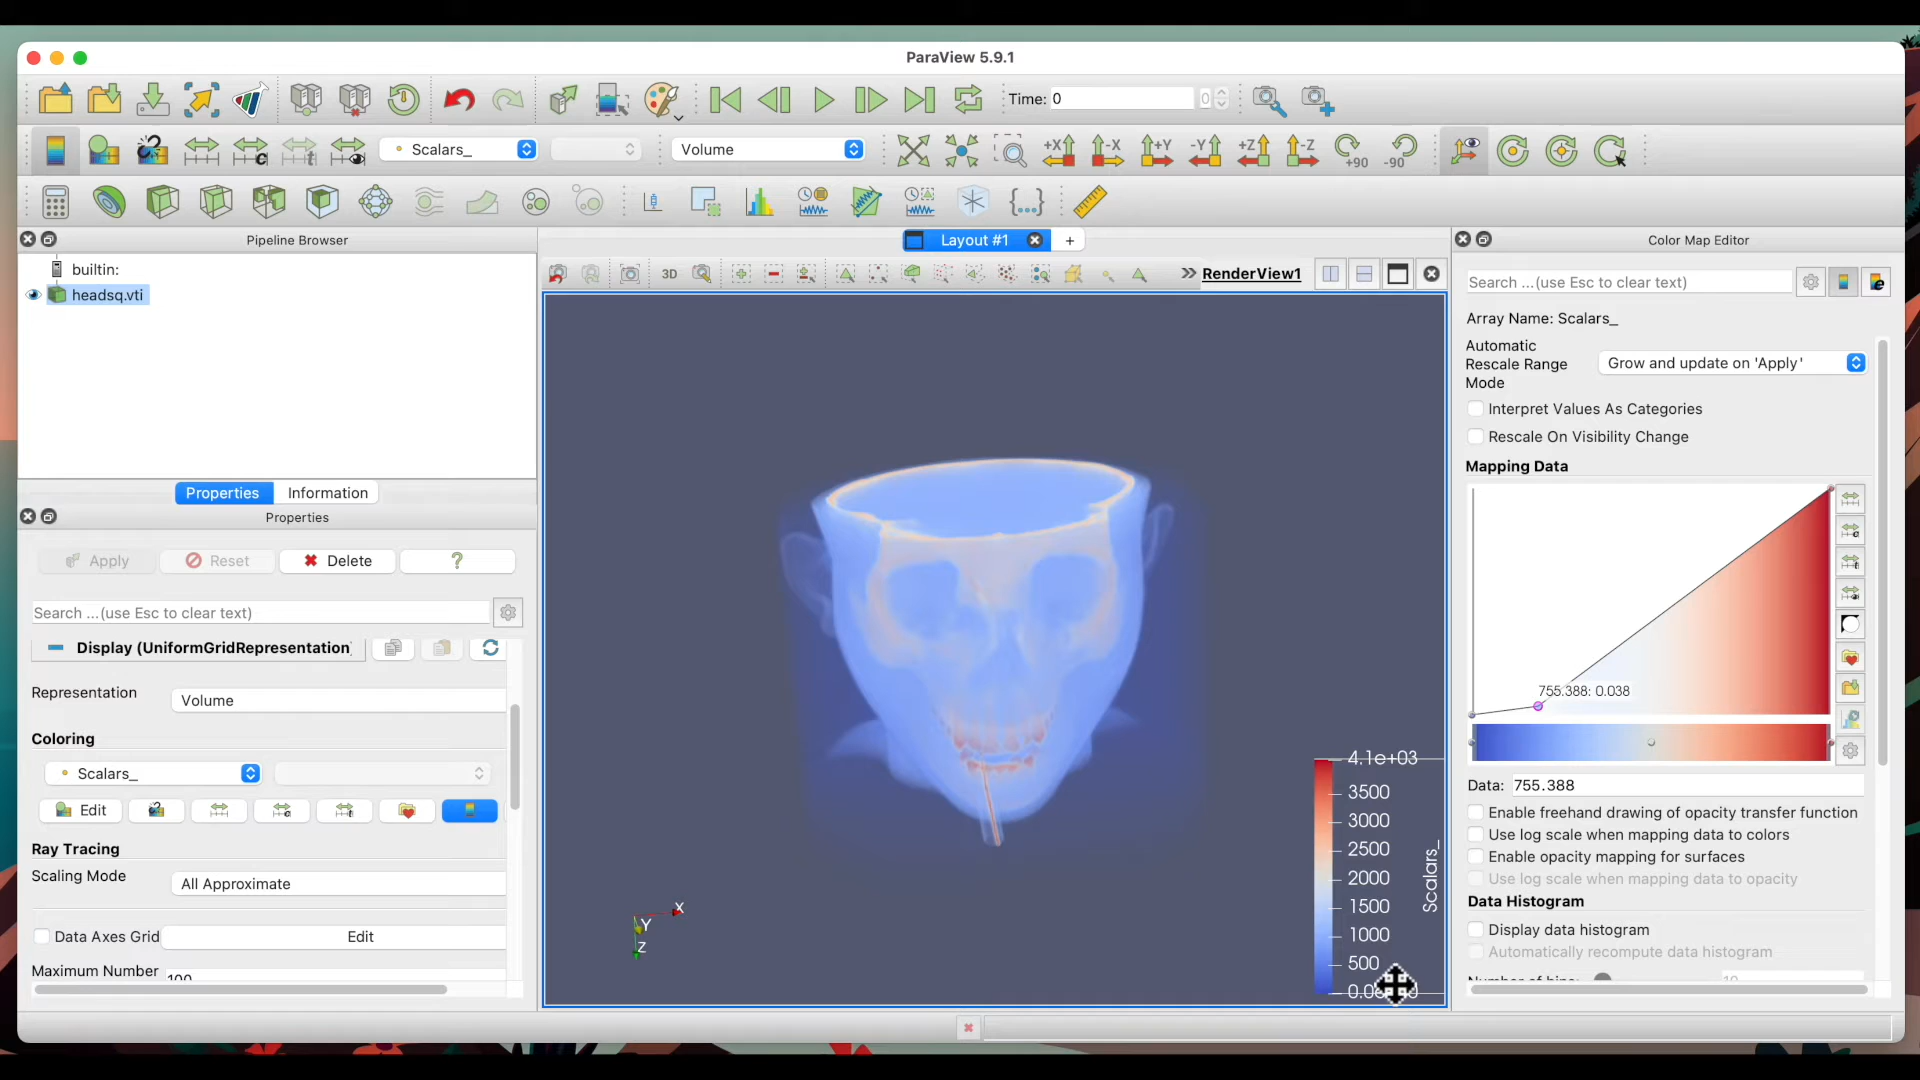 ParaView 5.9.1
Time: 0
0
Scalars_
Volume
+X
-X
+Y
-Y
+Z
-Z
+90
-90
Pipeline Browser
Layout #1
+
Color Map Editor
builtin:
headsq.vti
3D
RenderView1
Search ...(use Esc to clear text)
Array Name: Scalars_
Automatic
Rescale Range
Mode
Grow and update on 'Apply'
Interpret Values As Categories
Rescale On Visibility Change
Mapping Data
755.388: 0.038
Data: 755.388
Enable freehand drawing of opacity transfer function
Use log scale when mapping data to colors
Enable opacity mapping for surfaces
Use log scale when mapping data to opacity
Data Histogram
Display data histogram
Automatically recompute data histogram
10
Properties
Information
Properties
Apply
Reset
Delete
?
Search ...(use Esc to clear text)
Display (UniformGridRepresentation)
Representation
Volume
Coloring
Scalars_
Edit
Ray Tracing
Scaling Mode
All Approximate
Data Axes Grid
Edit
Maximum Number
100
X
Y
Z
4.1e+03
3500
3000
2500
2000
1500
1000
500
Scalars_